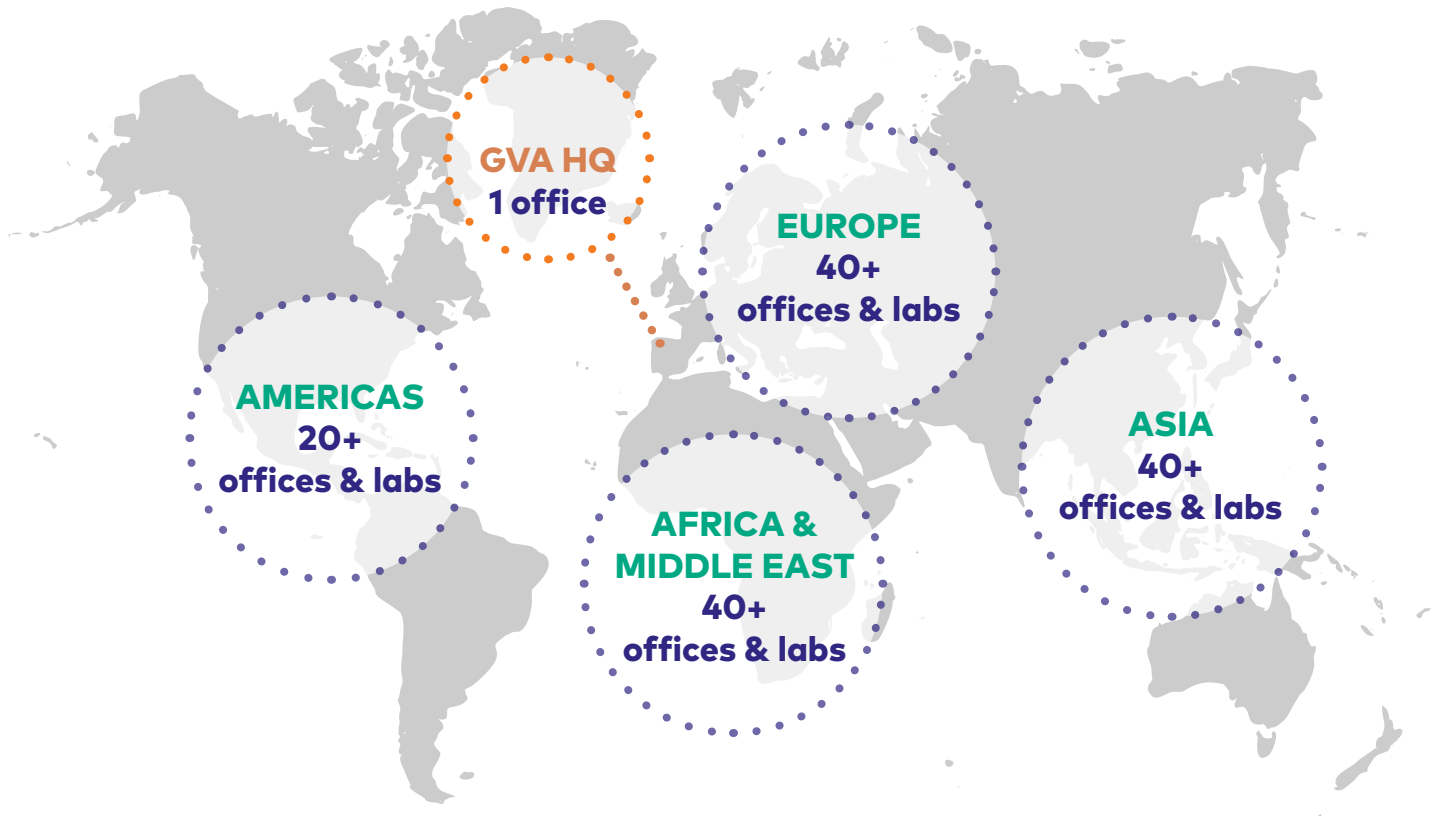 GVA HQ
1 office
EUROPE
40+
offices & labs
AMERICAS
20+
offices & labs
ASIA
40+
offices & labs
AFRICA &
MIDDLE EAST
40+
offices & labs